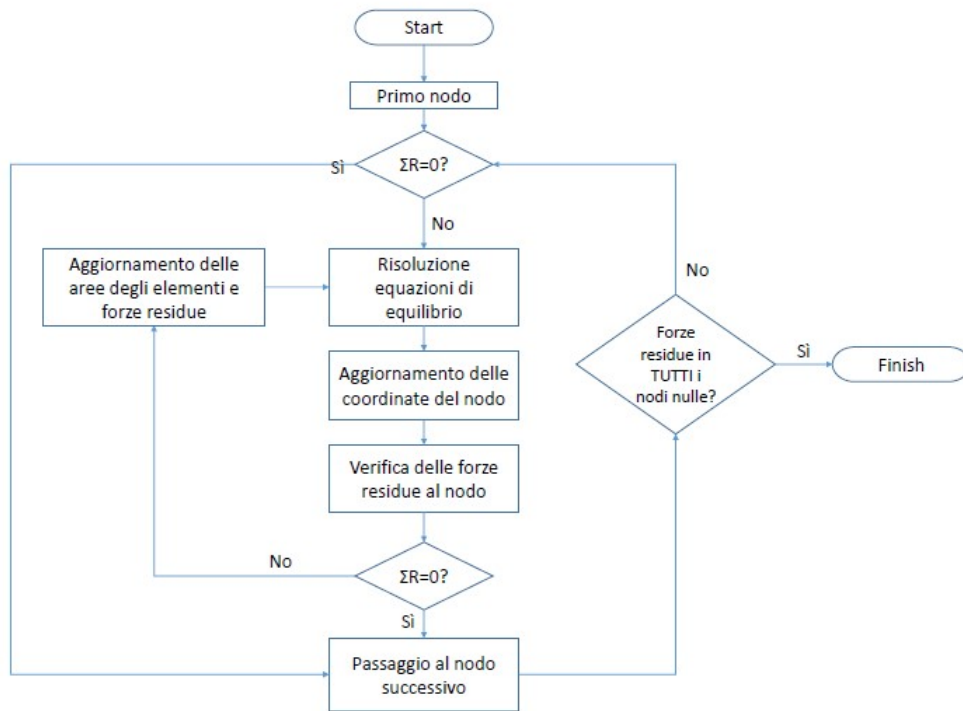 Start
Primo nodo
ΣR=0?
Sì
No
Aggiornamento delle
aree degli elementi e
forze residue
Risoluzione
equazioni di
equilibrio
Aggiornamento delle
coordinate del nodo
Verifica delle forze
residue al nodo
ΣR=0?
No
Sì
Passaggio al nodo
successivo
No
Forze
residue in
TUTTI i
nodi nulle?
Sì
Finish